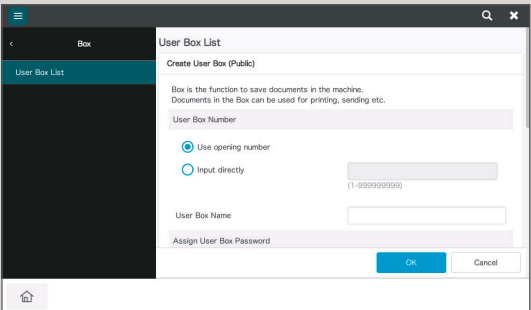 Box
User Box List
User Box List
Create User Box (Public)
Box is the function to save documents in the machine.
Documents in the Box can be used for printing, sending etc.
User Box Number
Use opening number
Input directly
(1-999999999)
User Box Name
Assign User Box Password
OK
Cancel